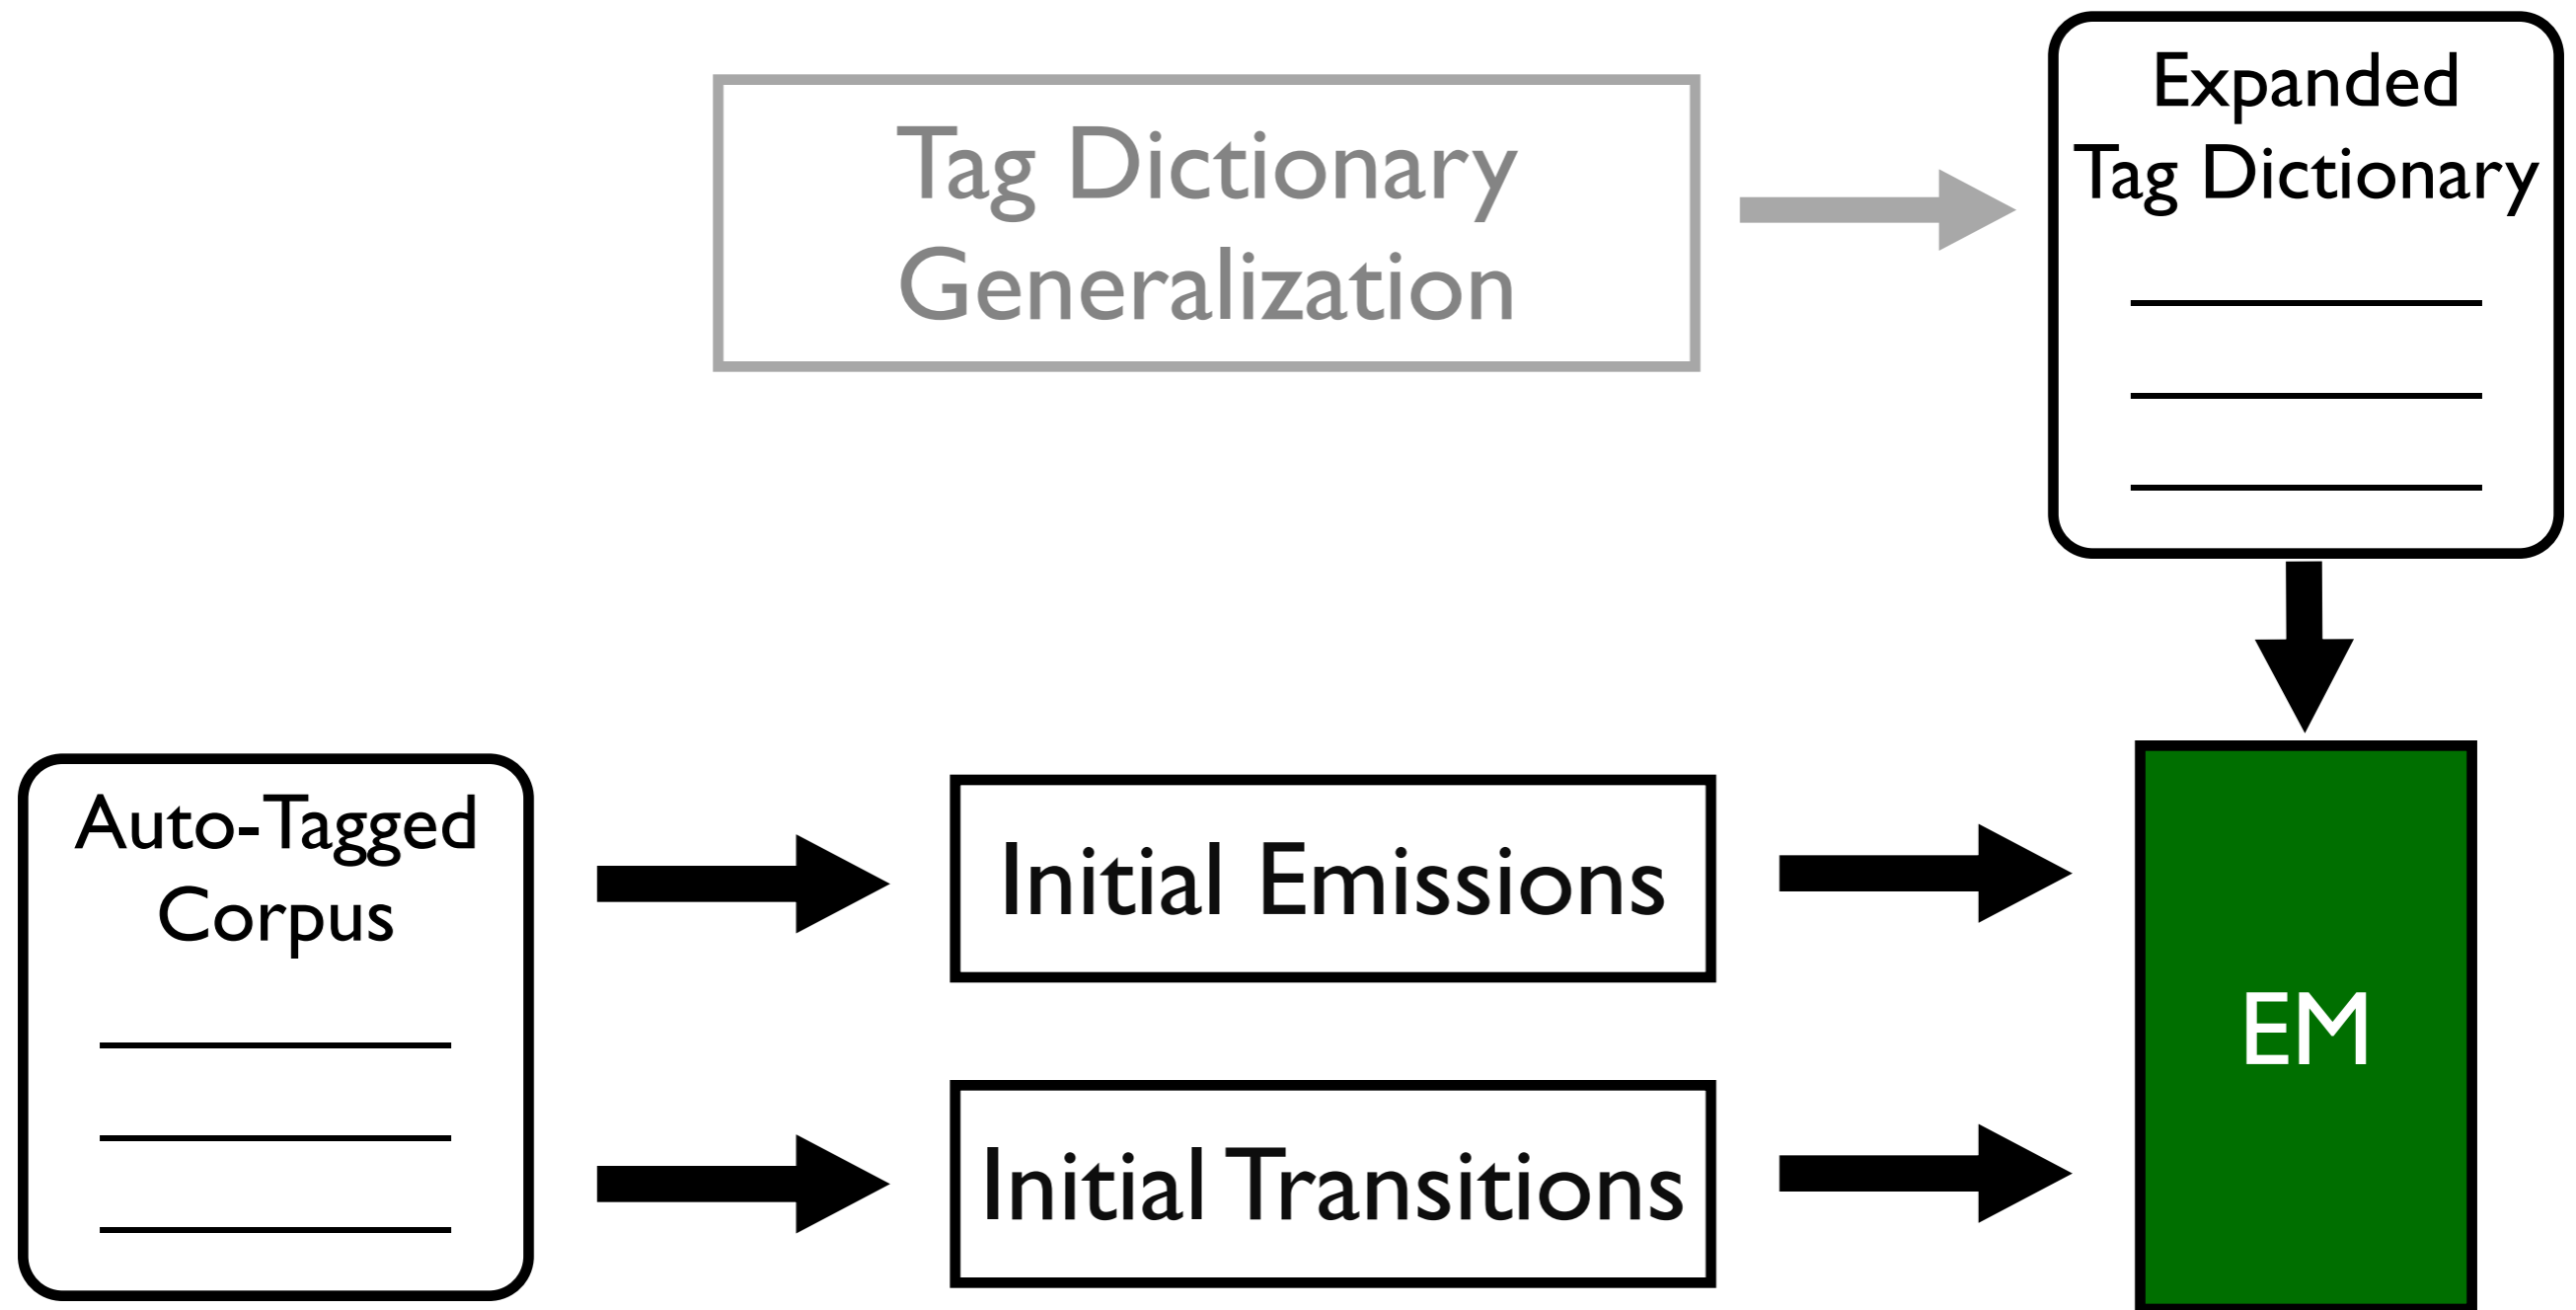 Tag Dictionary
Generalization
Expanded
Tag Dictionary
Auto-Tagged
Corpus
Initial Emissions
Initial Transitions
EM